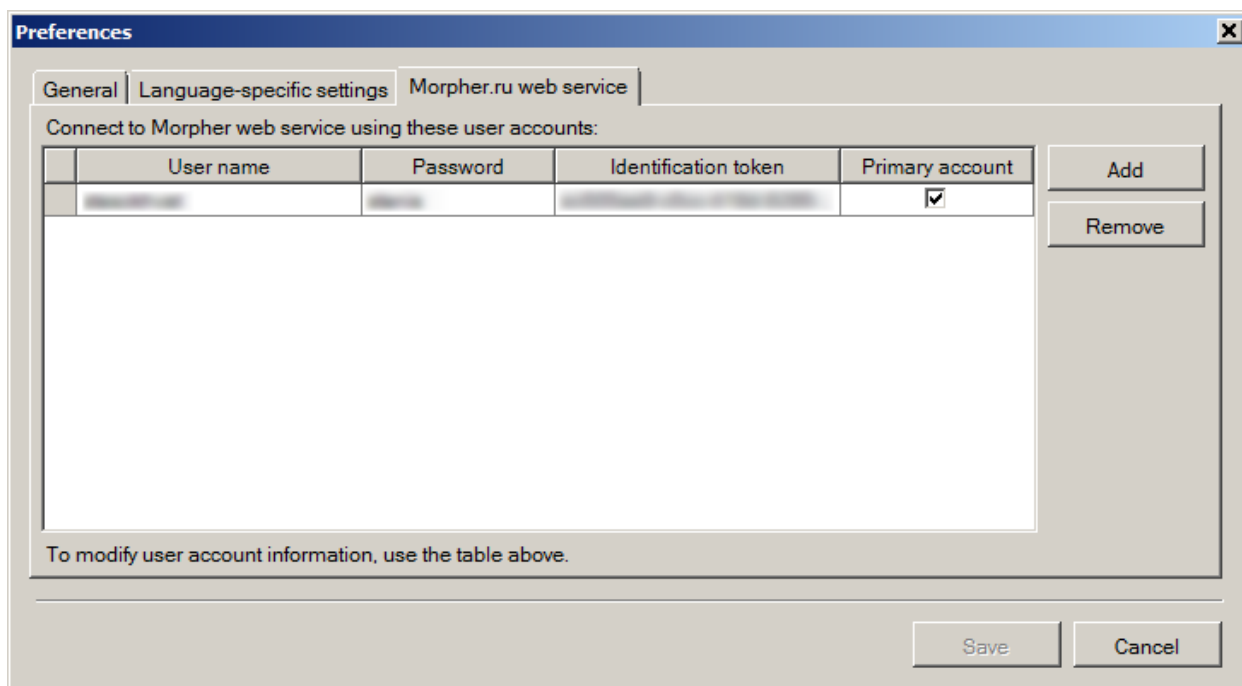 Preferences
General Language-specific settings Morpher.ru web service
Connect to Morpher web service using these user accounts:
User name Password Identification token Primary account
Add
Remove
To modify user account information, use the table above.
Save Cancel